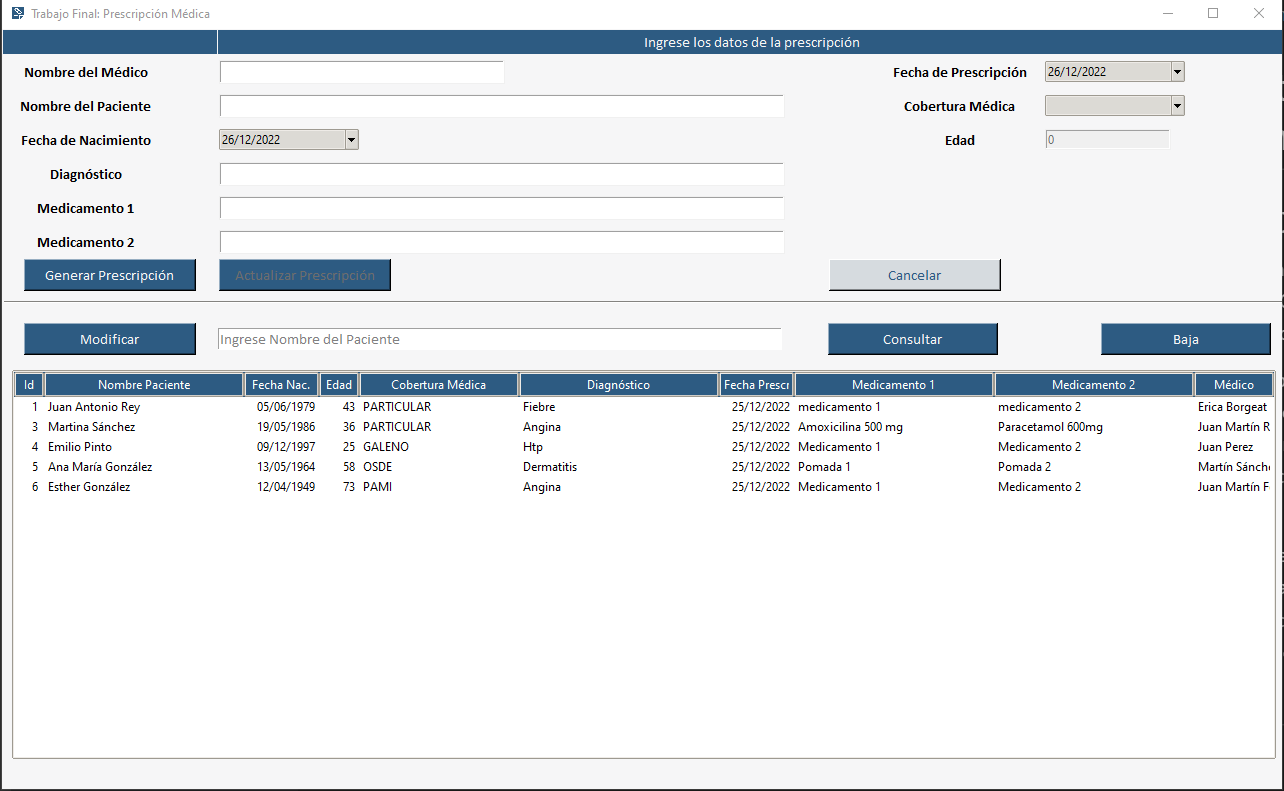 Trabajo Final: Prescripción Médica
Ingrese los datos de la prescripción
Nombre del Médico Fecha de Prescripción 26/12/2022
Nombre del Paciente Cobertura Médica
Fecha de Nacimiento 26/12/2022 Edad 0
Diagnóstico
Medicamento 1
Medicamento 2
Generar Prescripción Actualizar Prescripción Cancelar
Modificar Ingrese Nombre del Paciente Consultar Baja
Id Nombre Paciente Fecha Nac. Edad Cobertura Médica Diagnóstico Fecha Prescr Medicamento 1 Medicamento 2 Médico
1 Juan Antonio Rey 05/06/1979 43 PARTICULAR Fiebre 25/12/2022 medicamento 1 medicamento 2 Erica Borgeat
3 Martina Sánchez 19/05/1986 36 PARTICULAR Angina 25/12/2022 Amoxicilina 500 mg Paracetamol 600mg Juan Martín R
4 Emilio Pinto 09/12/1997 25 GALENO Htp 25/12/2022 Medicamento 1 Medicamento 2 Juan Perez
5 Ana María González 13/05/1964 58 OSDE Dermatitis 25/12/2022 Pomada 1 Pomada 2 Martín Sánch
6 Esther González 12/04/1949 73 PAMI Angina 25/12/2022 Medicamento 1 Medicamento 2 Juan Martín F